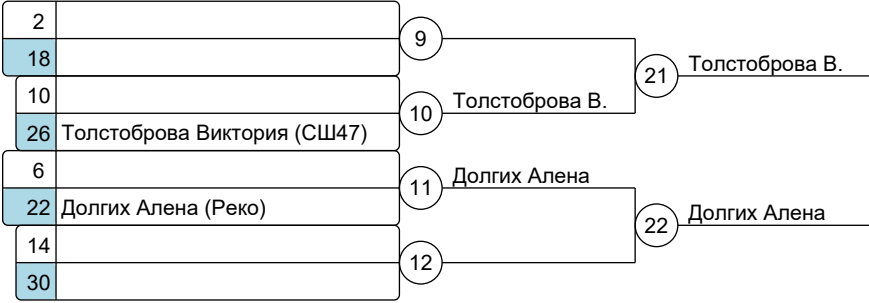 2
9
18
21 Толстоброва В.
10
10 Толстоброва В.
26 Толстоброва Виктория (СШ47)
6
11 Долгих Алена
22 Долгих Алена (Реко)
22 Долгих Алена
14
12
30